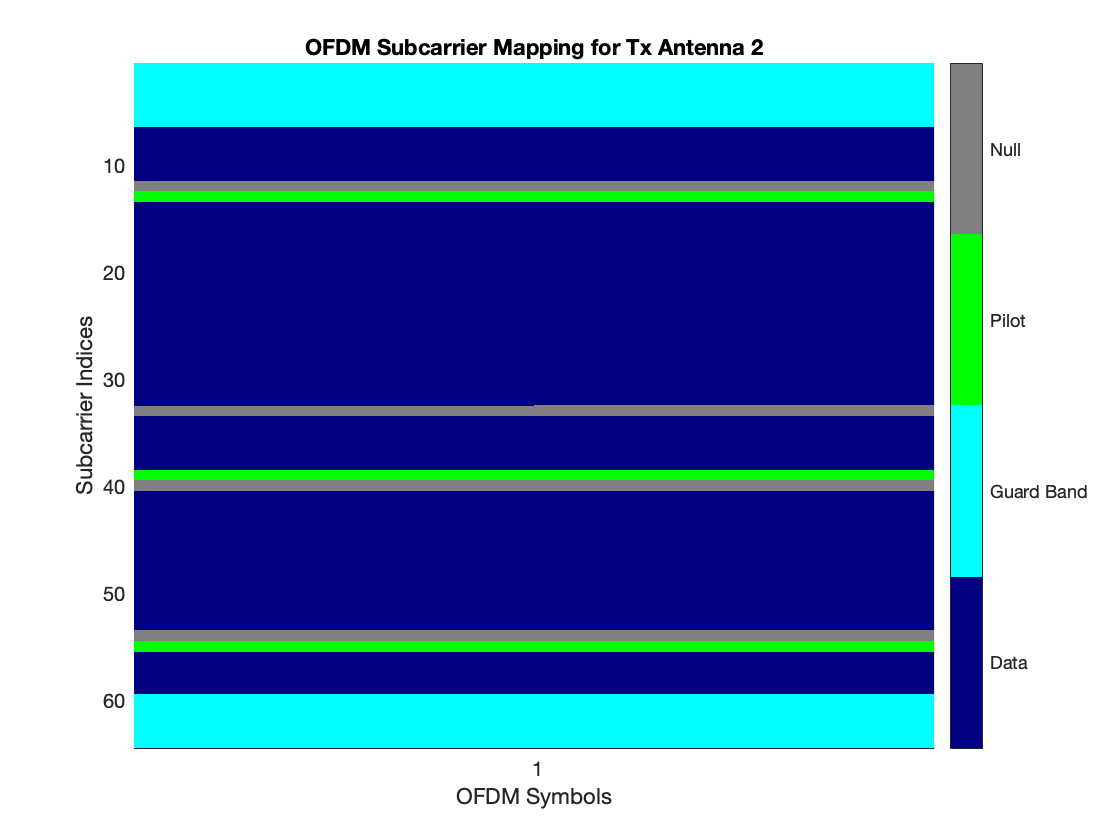 OFDM Subcarrier Mapping for Tx Antenna 2
Subcarrier Indices
10
20
30
40
50
60
1
OFDM Symbols
Null
Pilot
Guard Band
Data